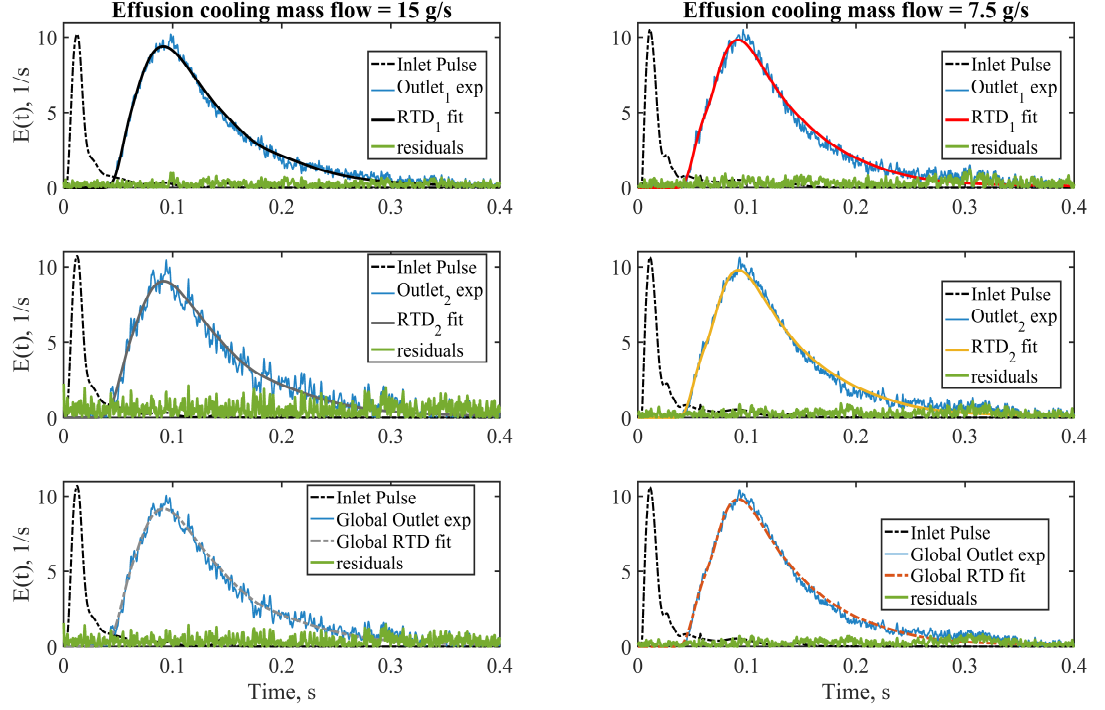 Effusion cooling mass flow = 15 g/s
E(t), 1/s
10
5
0
0
0.1
0.2
0.3
0.4
Inlet Pulse
Outlet1 exp
RTD1 fit
residuals
Effusion cooling mass flow = 7.5 g/s
E(t), 1/s
10
5
0
0
0.1
0.2
0.3
0.4
Inlet Pulse
Outlet1 exp
RTD1 fit
residuals
E(t), 1/s
10
5
0
0
0.1
0.2
0.3
0.4
Inlet Pulse
Outlet2 exp
RTD2 fit
residuals
E(t), 1/s
10
5
0
0
0.1
0.2
0.3
0.4
Inlet Pulse
Outlet2 exp
RTD2 fit
residuals
E(t), 1/s
10
5
0
0
0.1
0.2
0.3
0.4
Time, s
Inlet Pulse
Global Outlet exp
Global RTD fit
residuals
E(t), 1/s
10
5
0
0
0.1
0.2
0.3
0.4
Time, s
Inlet Pulse
Global Outlet exp
Global RTD fit
residuals